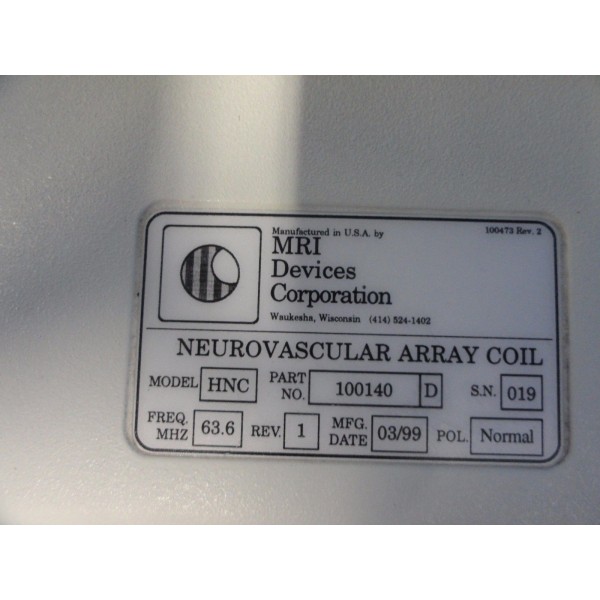 Manufactured in U.S.A. by
100473 Rev. 2
MRI
Devices
Corporation
Waukesha, Wisconsin (414) 524-1402
NEUROVASCULAR ARRAY COIL
MODEL HNC PART NO. 100140 D S.N. 019
FREQ. MHZ 63.6 REV. 1 MFG. DATE 03/99 POL. Normal